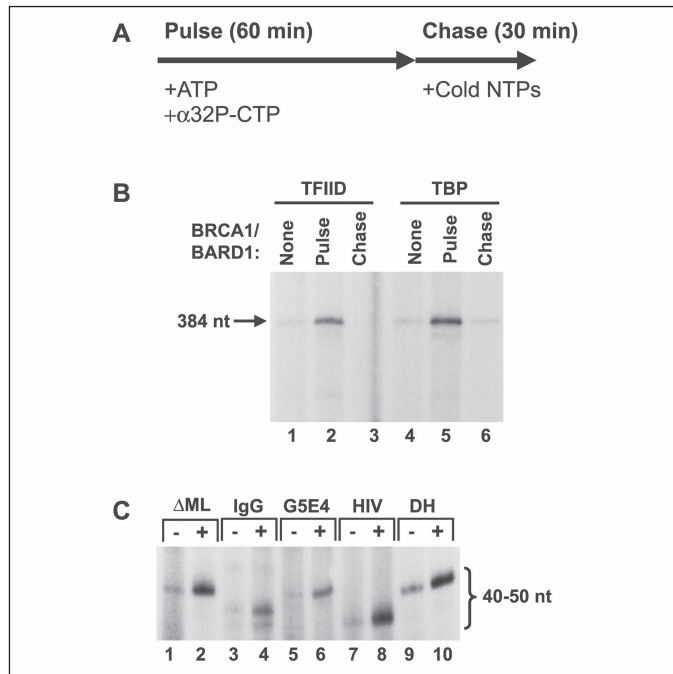 A Pulse (60 min) Chase (30 min)
+ATP +Cold NTPs
+α32P-CTP
B TFIID TBP
BRCA1/
BARD1: None Pulse Chase None Pulse Chase
384 nt
1 2 3 4 5 6
C ΔML IgG G5E4 HIV DH
- + - + - + - + - +
40-50 nt
1 2 3 4 5 6 7 8 9 10